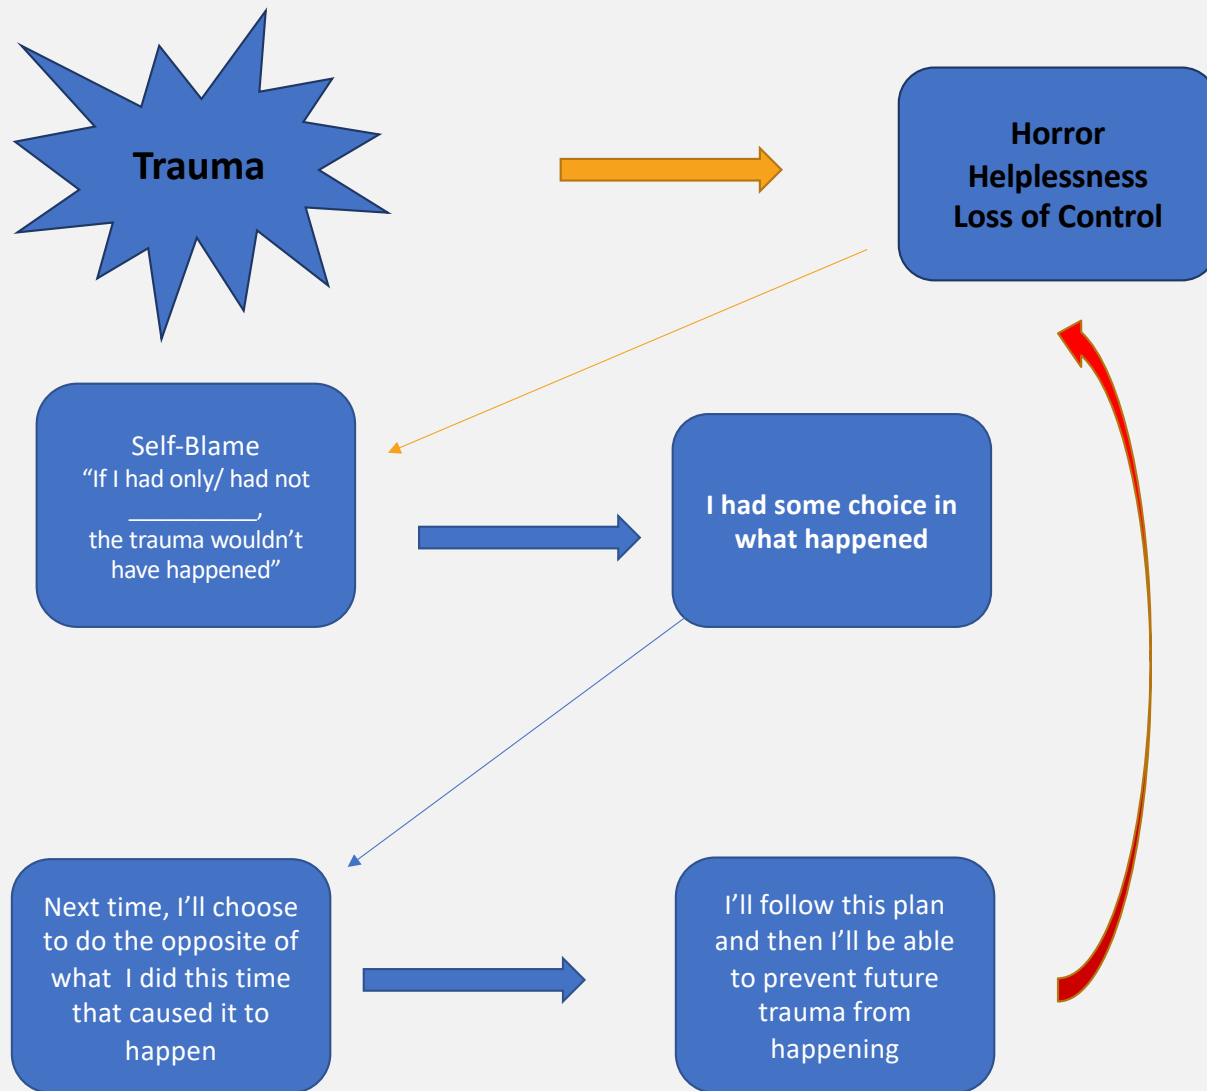 Trauma
Horror
Helplessness
Loss of Control
Self-Blame
“If I had only/ had not
__________,
the trauma wouldn’t
have happened”
I had some choice in
what happened
Next time, I’ll choose
to do the opposite of
what I did this time
that caused it to
happen
I’ll follow this plan
and then I’ll be able
to prevent future
trauma from
happening